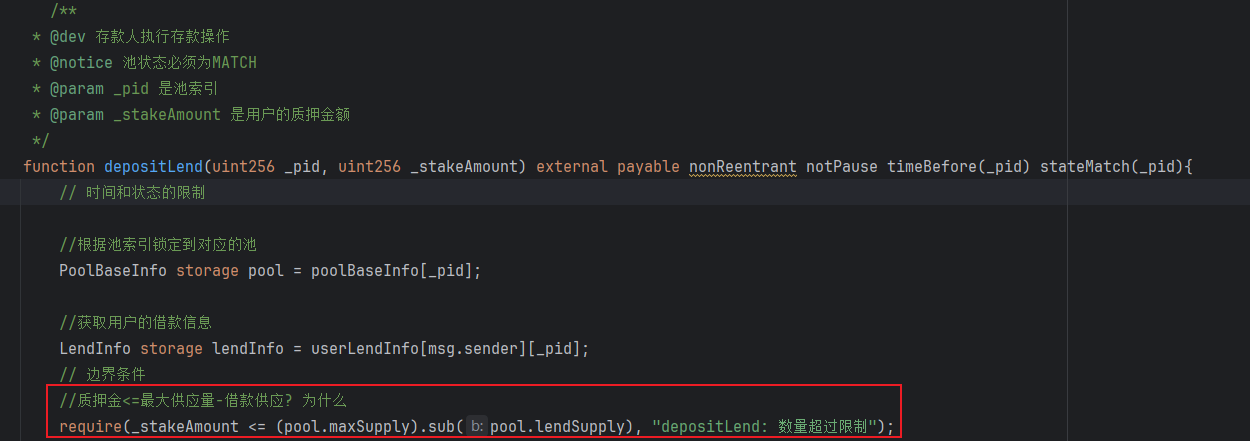 /**
* @dev 存款人执行存款操作
* @notice 池状态必须为MATCH
* @param _pid 是池索引
* @param _stakeAmount 是用户的质押金额
*/
function depositLend(uint256 _pid, uint256 _stakeAmount) external payable nonReentrant notPause timeBefore(_pid) stateMatch(_pid){
// 时间和状态的限制
//根据池索引锁定到对应的池
PoolBaseInfo storage pool = poolBaseInfo[_pid];
//获取用户的借款信息
LendInfo storage lendInfo = userLendInfo[msg.sender][_pid];
// 边界条件
//质押金<=最大供应量-借款供应? 为什么
require(_stakeAmount <= (pool.maxSupply).sub( b: pool.lendSupply), "depositLend: 数量超过限制");